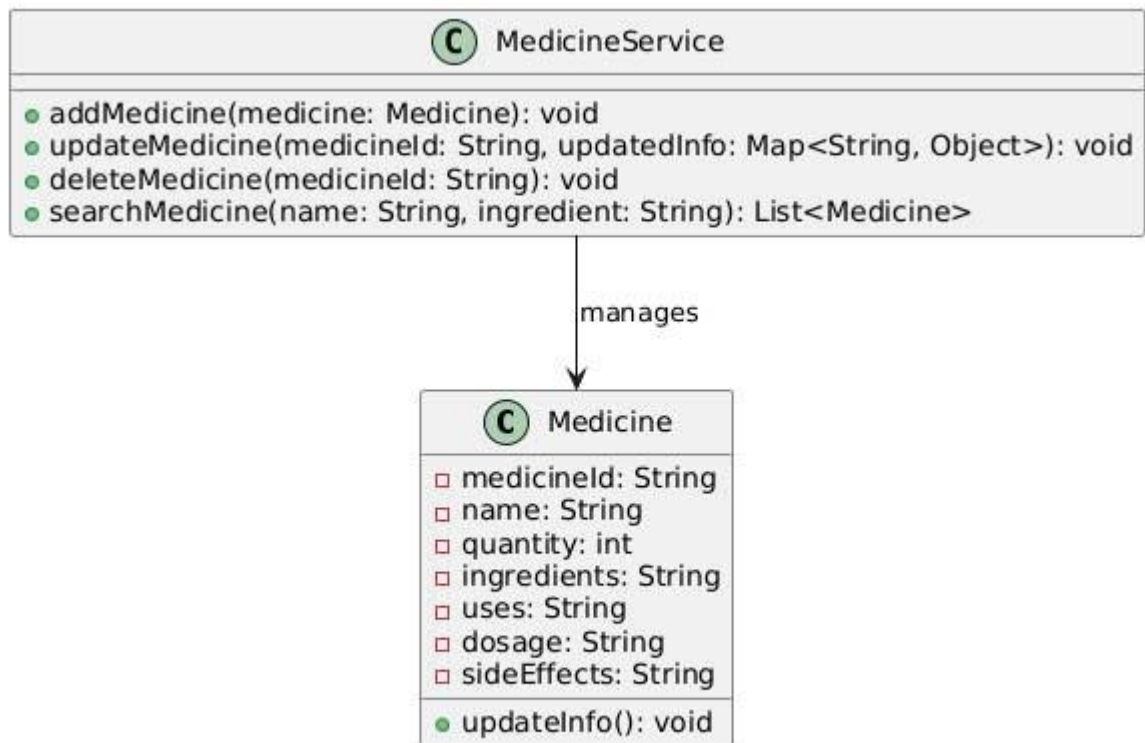 C MedicineService
addMedicine(medicine: Medicine): void
updateMedicine(medicineId: String, updatedInfo: Map<String, Object>): void
deleteMedicine(medicineId: String): void
searchMedicine(name: String, ingredient: String): List<Medicine>
manages
C Medicine
medicineId: String
name: String
quantity: int
ingredients: String
uses: String
dosage: String
sideEffects: String
updateInfo(): void